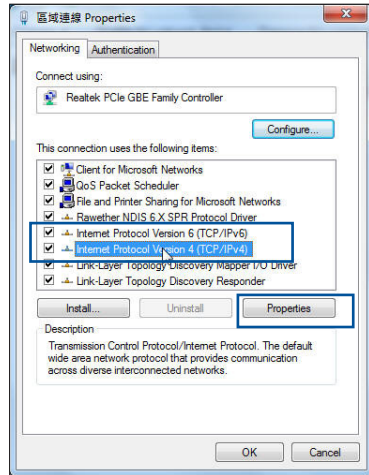 區域連線 Properties
Networking Authentication
Connect using:
Realtek PCIe GBE Family Controller
Configure...
This connection uses the following items:
Client for Microsoft Networks
QoS Packet Scheduler
File and Printer Sharing for Microsoft Networks
Rawether NDIS 6.X SPR Protocol Driver
Internet Protocol Version 6 (TCP/IPv6)
Internet Protocol Version 4 (TCP/IPv4)
Link-Layer Topology Discovery Mapper I/O Driver
Link-Layer Topology Discovery Responder
Install... Uninstall Properties
Description
Transmission Control Protocol/Internet Protocol. The default
wide area network protocol that provides communication
across diverse interconnected networks.
OK Cancel